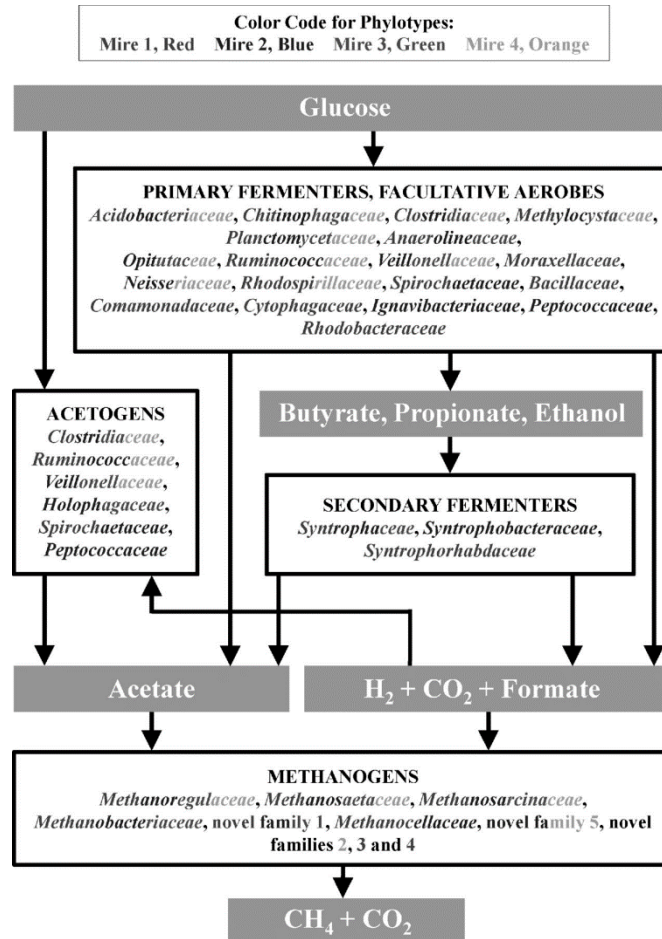 Color Code for Phylotypes:
Mire 1, Red Mire 2, Blue Mire 3, Green Mire 4, Orange
Glucose
PRIMARY FERMENTERS, FACULTATIVE AEROBES
Acidobacteriaceae, Chitinophagaceae, Clostridiaceae, Methylocystaceae,
Planctomycetaceae, Anaerolineaceae,
Opitutaceae, Ruminococcaceae, Veillonellaceae, Moraxellaceae,
Neisseriaceae, Rhodospirillaceae, Spirochaetaceae, Bacillaceae,
Comamonadaceae, Cytophagaceae, Ignavibacteriaceae, Peptococcaceae,
Rhodobacteraceae
ACETOGENS
Clostridiaceae,
Ruminococcaceae,
Veillonellaceae,
Holophagaceae,
Spirochaetaceae,
Peptococcaceae
Butyrate, Propionate, Ethanol
SECONDARY FERMENTERS
Syntrophaceae, Syntrophobacteraceae,
Syntrophorhabdaceae
Acetate
H₂ + CO₂ + Formate
METHANOGENS
Methanoregulaceae, Methanosaetaceae, Methanosarcinaceae,
Methanobacteriaceae, novel family 1, Methanocellaceae, novel family 5, novel
families 2, 3 and 4
CH₄ + CO₂